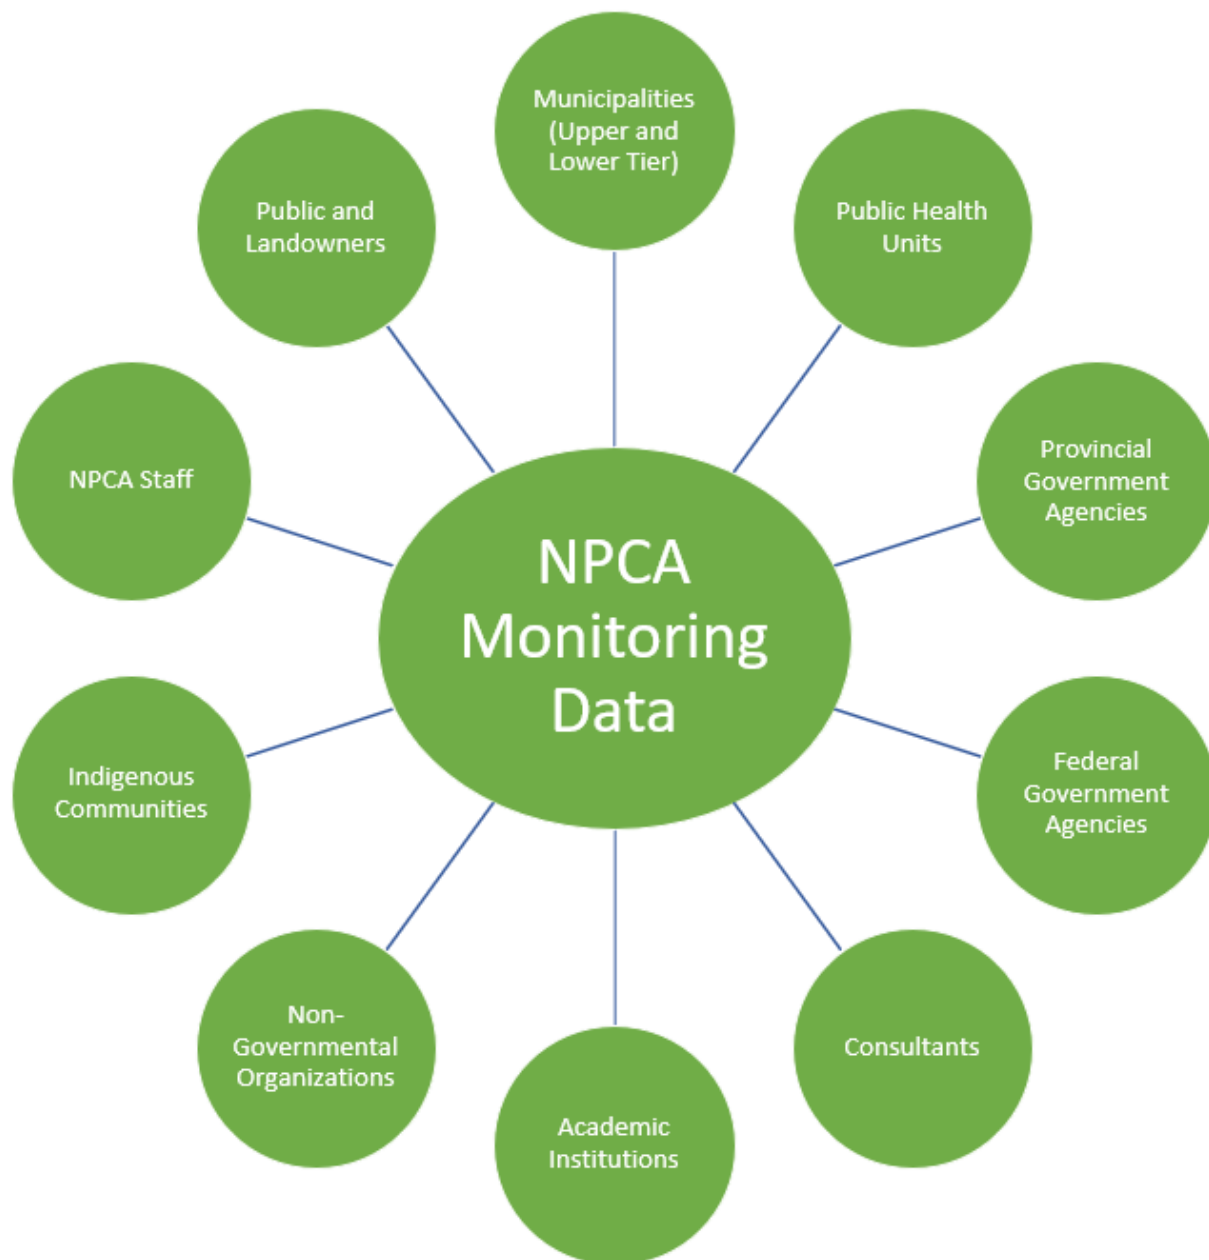 Municipalities
(Upper and
Lower Tier)
Public Health
Units
Provincial
Government
Agencies
Federal
Government
Agencies
Consultants
Academic
Institutions
Non-
Governmental
Organizations
Indigenous
Communities
NPCA Staff
Public and
Landowners
NPCA
Monitoring
Data